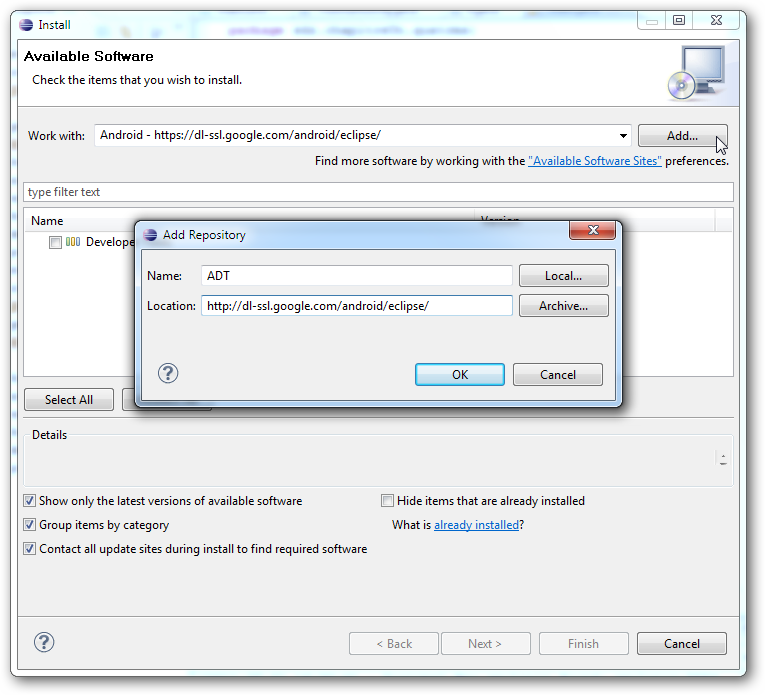 Install
Available Software
Check the items that you wish to install.
Work with: Android - https://dl-ssl.google.com/android/eclipse/ Add...
Find more software by working with the "Available Software Sites" preferences.
type filter text
Name
Add Repository
Name: ADT Local...
Location: http://dl-ssl.google.com/android/eclipse/ Archive...
? OK Cancel
Select All
Details
Show only the latest versions of available software Hide items that are already installed
Group items by category What is already installed?
Contact all update sites during install to find required software
? < Back Next > Finish Cancel